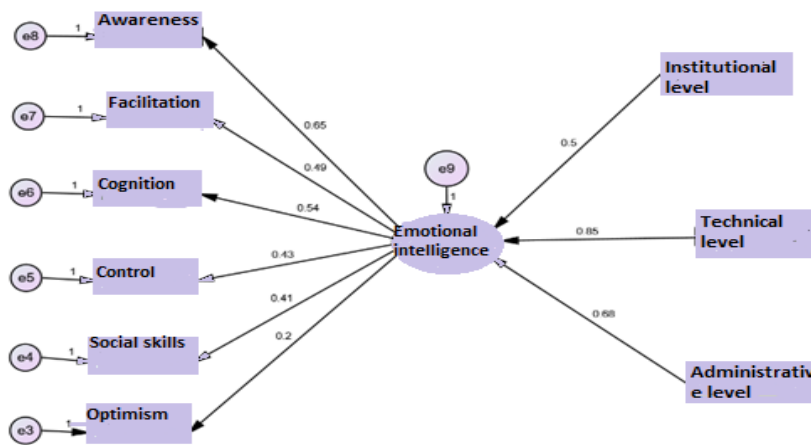 e8
1
Awareness
e7
1
Facilitation
e6
1
Cognition
e5
1
Control
e4
1
Social skills
e3
1
Optimism
0.65
0.49
0.54
0.43
0.41
0.2
e9
1
Emotional
intelligence
0.5
0.85
0.68
Institutional
level
Technical
level
Administrativ
e level